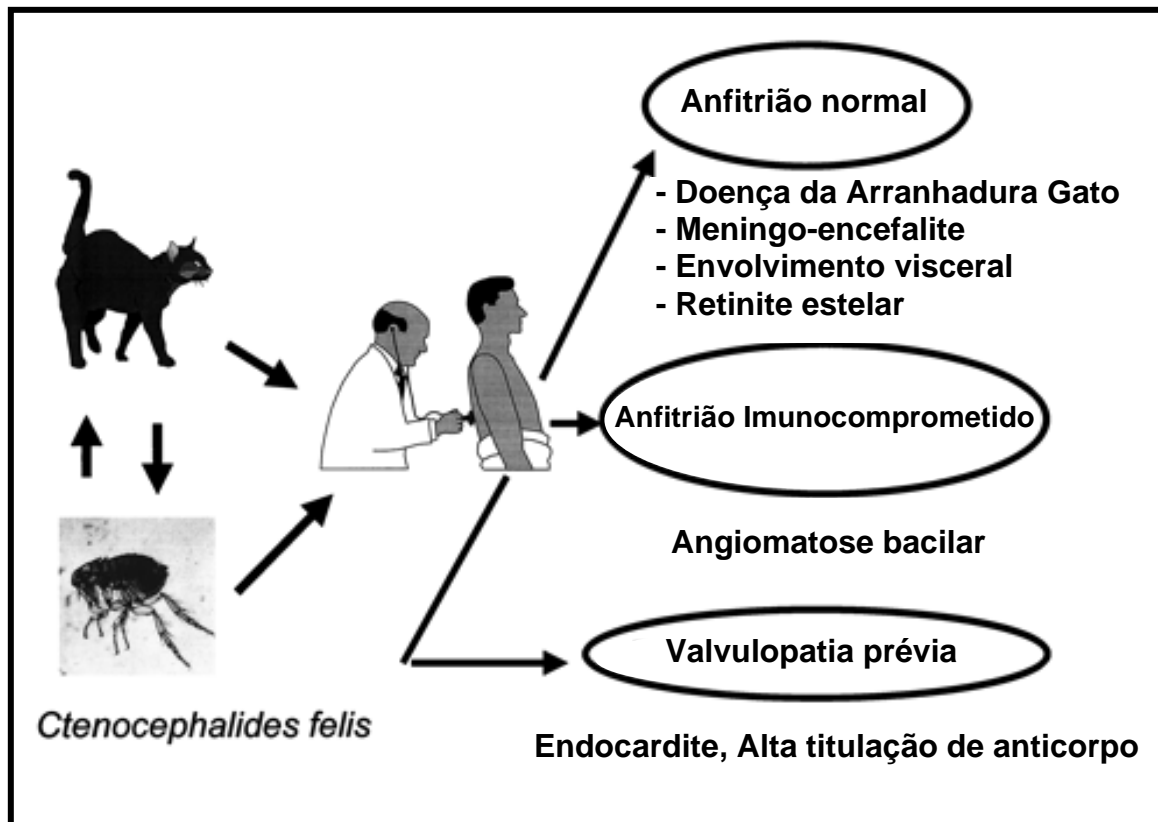 Anfitrião normal
- Doença da Arranhadura Gato
- Meningo-encefalite
- Envolvimento visceral
- Retinite estelar
Anfitrião Imunocomprometido
Angiomatose bacilar
Valvulopatia prévia
Ctenocephalides felis
Endocardite, Alta titulação de anticorpo